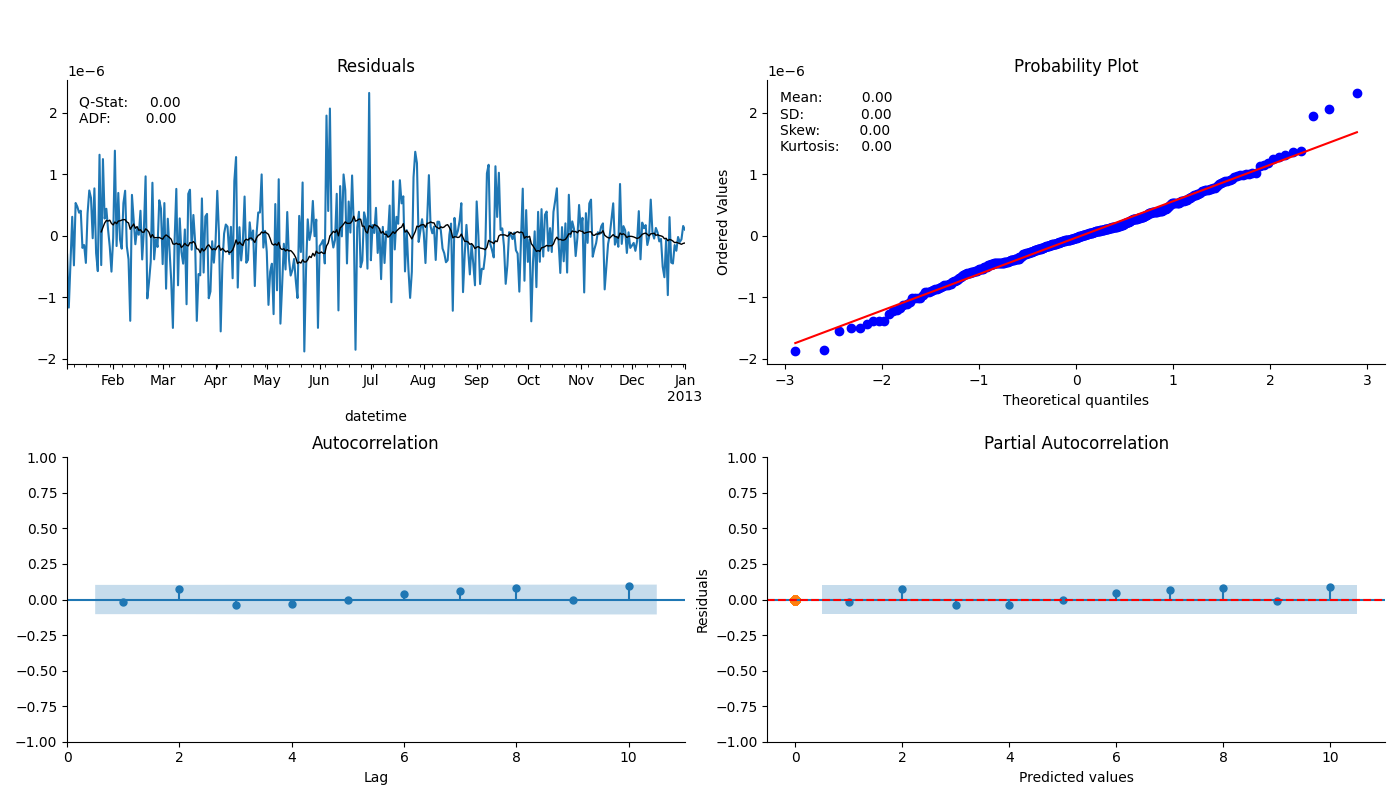 Residuals
1e−6
Q-Stat: 0.00
ADF: 0.00
2
1
0
−1
−2
Feb Mar Apr May Jun Jul Aug Sep Oct Nov Dec Jan
2013
datetime
Probability Plot
1e−6
Mean: 0.00
SD: 0.00
Skew: 0.00
Kurtosis: 0.00
Ordered Values
2
1
0
−1
−2
−3 −2 −1 0 1 2 3
Theoretical quantiles
Autocorrelation
1.00
0.75
0.50
0.25
0.00
−0.25
−0.50
−0.75
−1.00
0 2 4 6 8 10
Lag
Partial Autocorrelation
Residuals
1.00
0.75
0.50
0.25
0.00
−0.25
−0.50
−0.75
−1.00
0 2 4 6 8 10
Predicted values